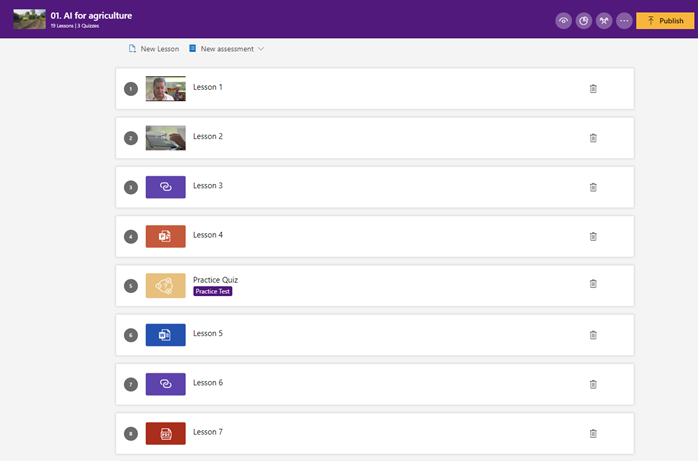 01. AI for agriculture
19 Lessons | 3 Quizzes
Publish
New Lesson
New assessment
1
Lesson 1
2
Lesson 2
3
Lesson 3
4
Lesson 4
5
Practice Quiz
Practice Test
6
Lesson 5
7
Lesson 6
8
Lesson 7